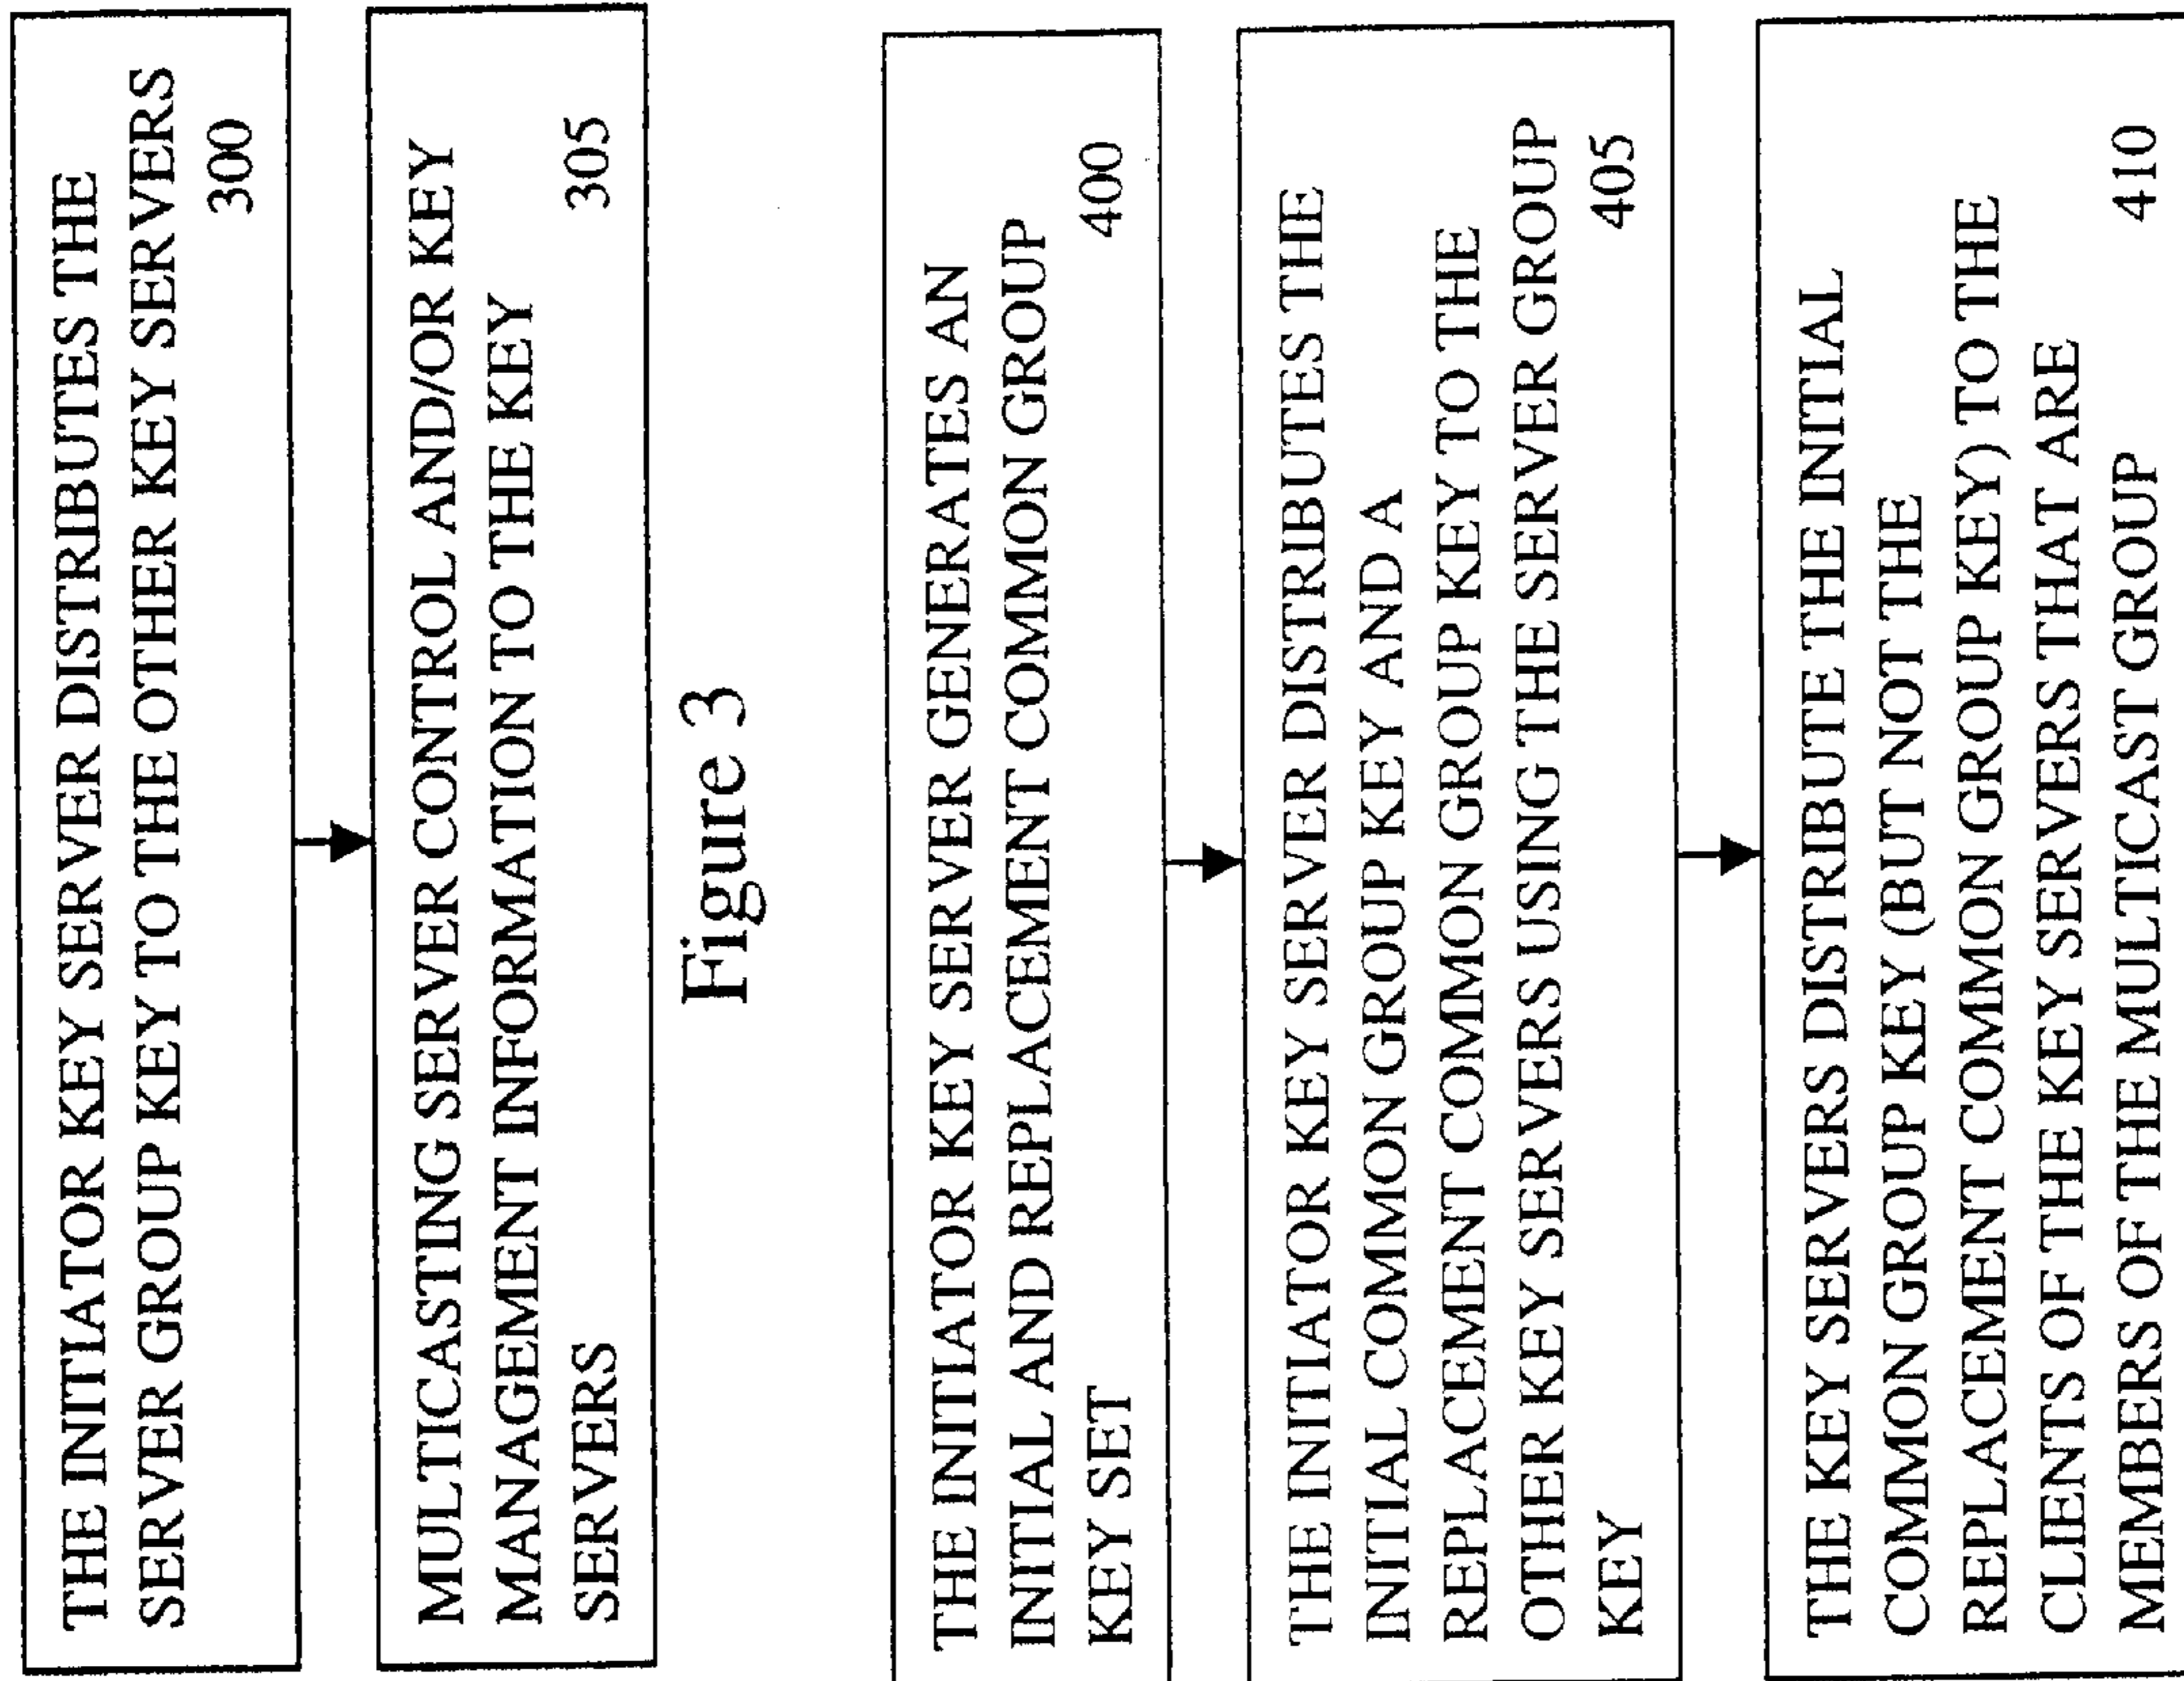 THE INITIATOR KEY SERVER DISTRIBUTES THE
SERVER GROUP KEY TO THE OTHER KEY SERVERS
300
MULTICASTING SERVER CONTROL AND/OR KEY
MANAGEMENT INFORMATION TO THE KEY
SERVERS
305
Figure 3
THE INITIATOR KEY SERVER GENERATES AN
INITIAL AND REPLACEMENT COMMON GROUP
KEY SET
400
THE INITIATOR KEY SERVER DISTRIBUTES THE
INITIAL COMMON GROUP KEY AND A
REPLACEMENT COMMON GROUP KEY TO THE
OTHER KEY SERVERS USING THE SERVER GROUP
KEY
405
THE KEY SERVERS DISTRIBUTE THE INITIAL
COMMON GROUP KEY (BUT NOT THE
REPLACEMENT COMMON GROUP KEY) TO THE
CLIENTS OF THE KEY SERVERS THAT ARE
MEMBERS OF THE MULTICAST GROUP
410